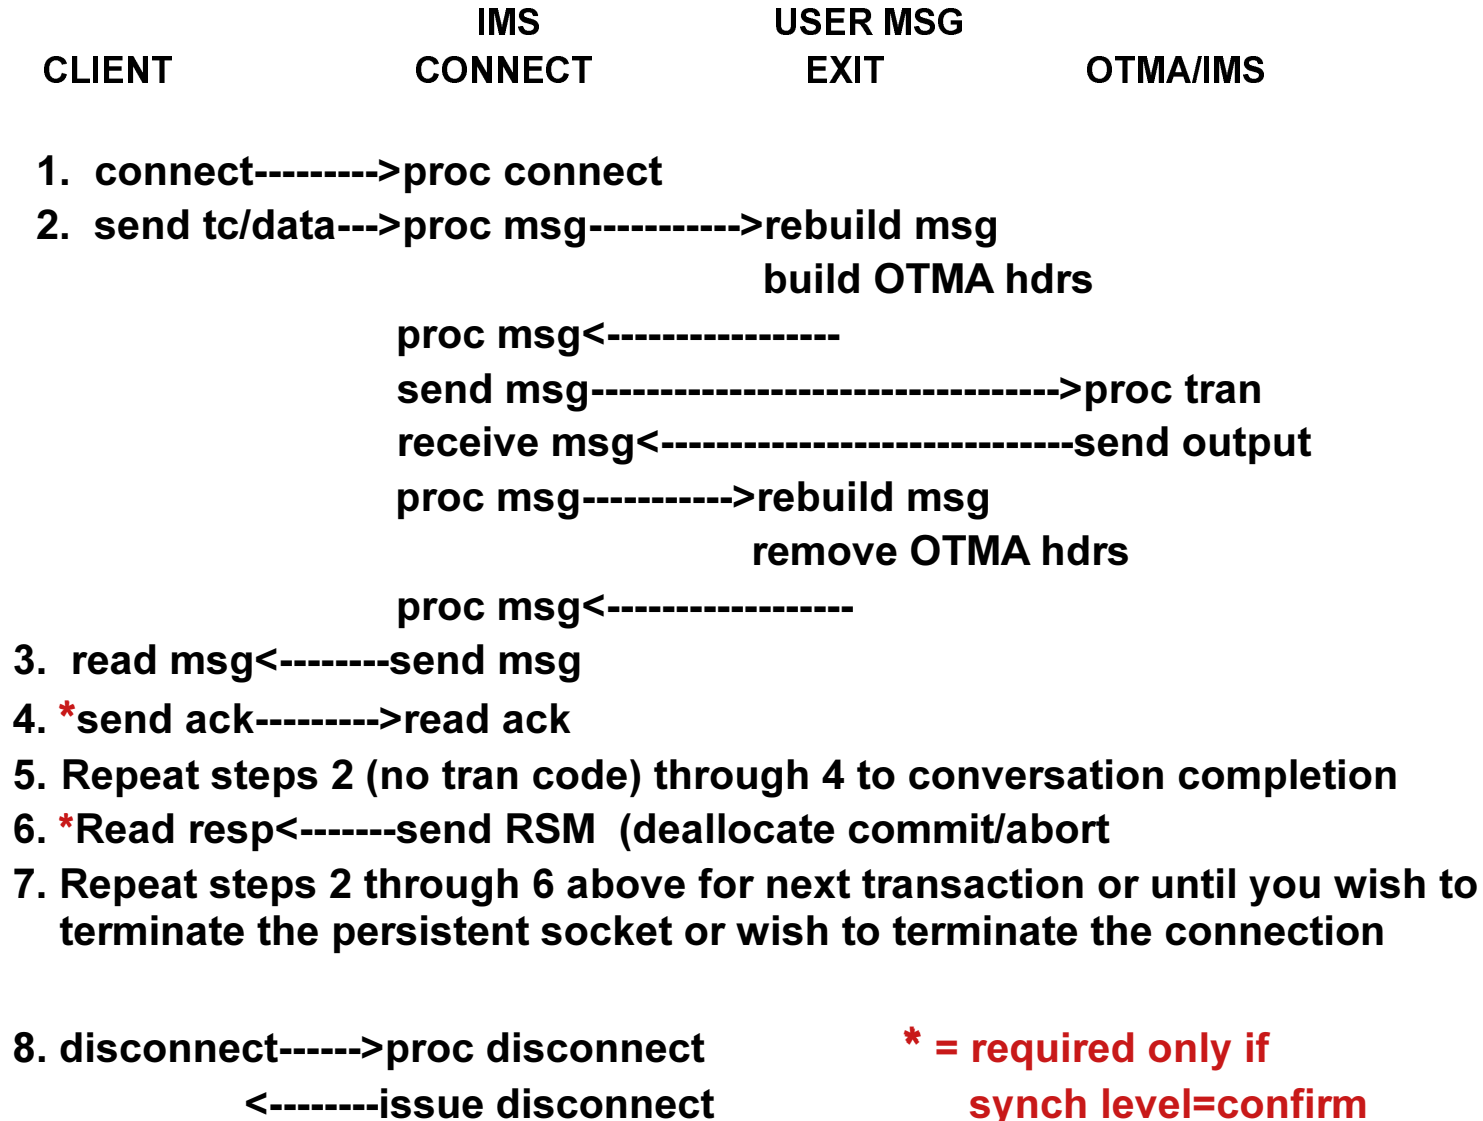 IMS USER MSG
CLIENT CONNECT EXIT OTMA/IMS
1. connect--------->proc connect
2. send tc/data--->proc msg----------->rebuild msg
build OTMA hdrs
proc msg<-----------------
send msg---------------------------------->proc tran
receive msg<------------------------------send output
proc msg----------->rebuild msg
remove OTMA hdrs
proc msg<------------------
3. read msg<--------send msg
4. *send ack--------->read ack
5. Repeat steps 2 (no tran code) through 4 to conversation completion
6. *Read resp<-------send RSM (deallocate commit/abort
7. Repeat steps 2 through 6 above for next transaction or until you wish to
terminate the persistent socket or wish to terminate the connection
8. disconnect------>proc disconnect * = required only if
<--------issue disconnect synch level=confirm